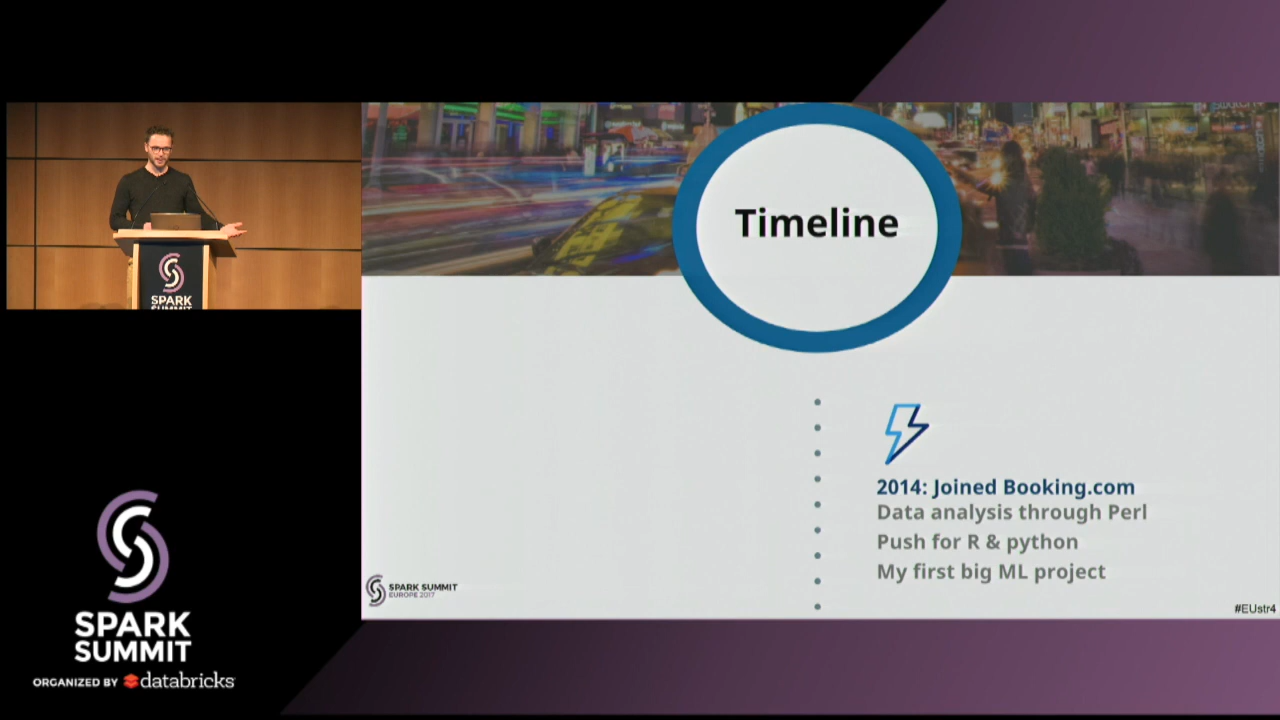 Timeline
2014: Joined Booking.com
Data analysis through Perl
Push for R & python
My first big ML project
SPARK SUMMIT
EUROPE 2017
#EUstr4
SPARK
SUMMIT
SPARK
SUMMIT
ORGANIZED BY databricks